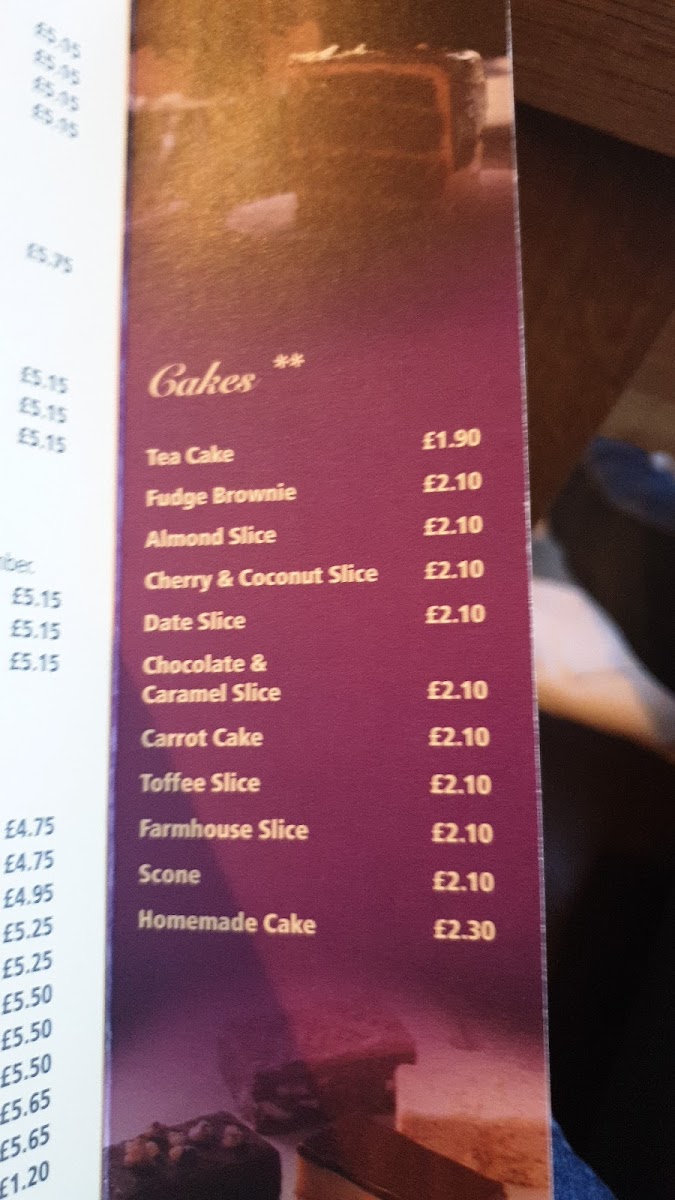 £5.15
£5.15
£5.15
£5.15
£5.75
£5.15
£5.15
£5.15
£5.15
£5.15
£5.15
£4.75
£4.75
£4.95
£5.25
£5.25
£5.50
£5.50
£5.50
£5.65
£5.65
£1.20
Cakes **
Tea Cake £1.90
Fudge Brownie £2.10
Almond Slice £2.10
Cherry & Coconut Slice £2.10
Date Slice £2.10
Chocolate &
Caramel Slice £2.10
Carrot Cake £2.10
Toffee Slice £2.10
Farmhouse Slice £2.10
Scone £2.10
Homemade Cake £2.30